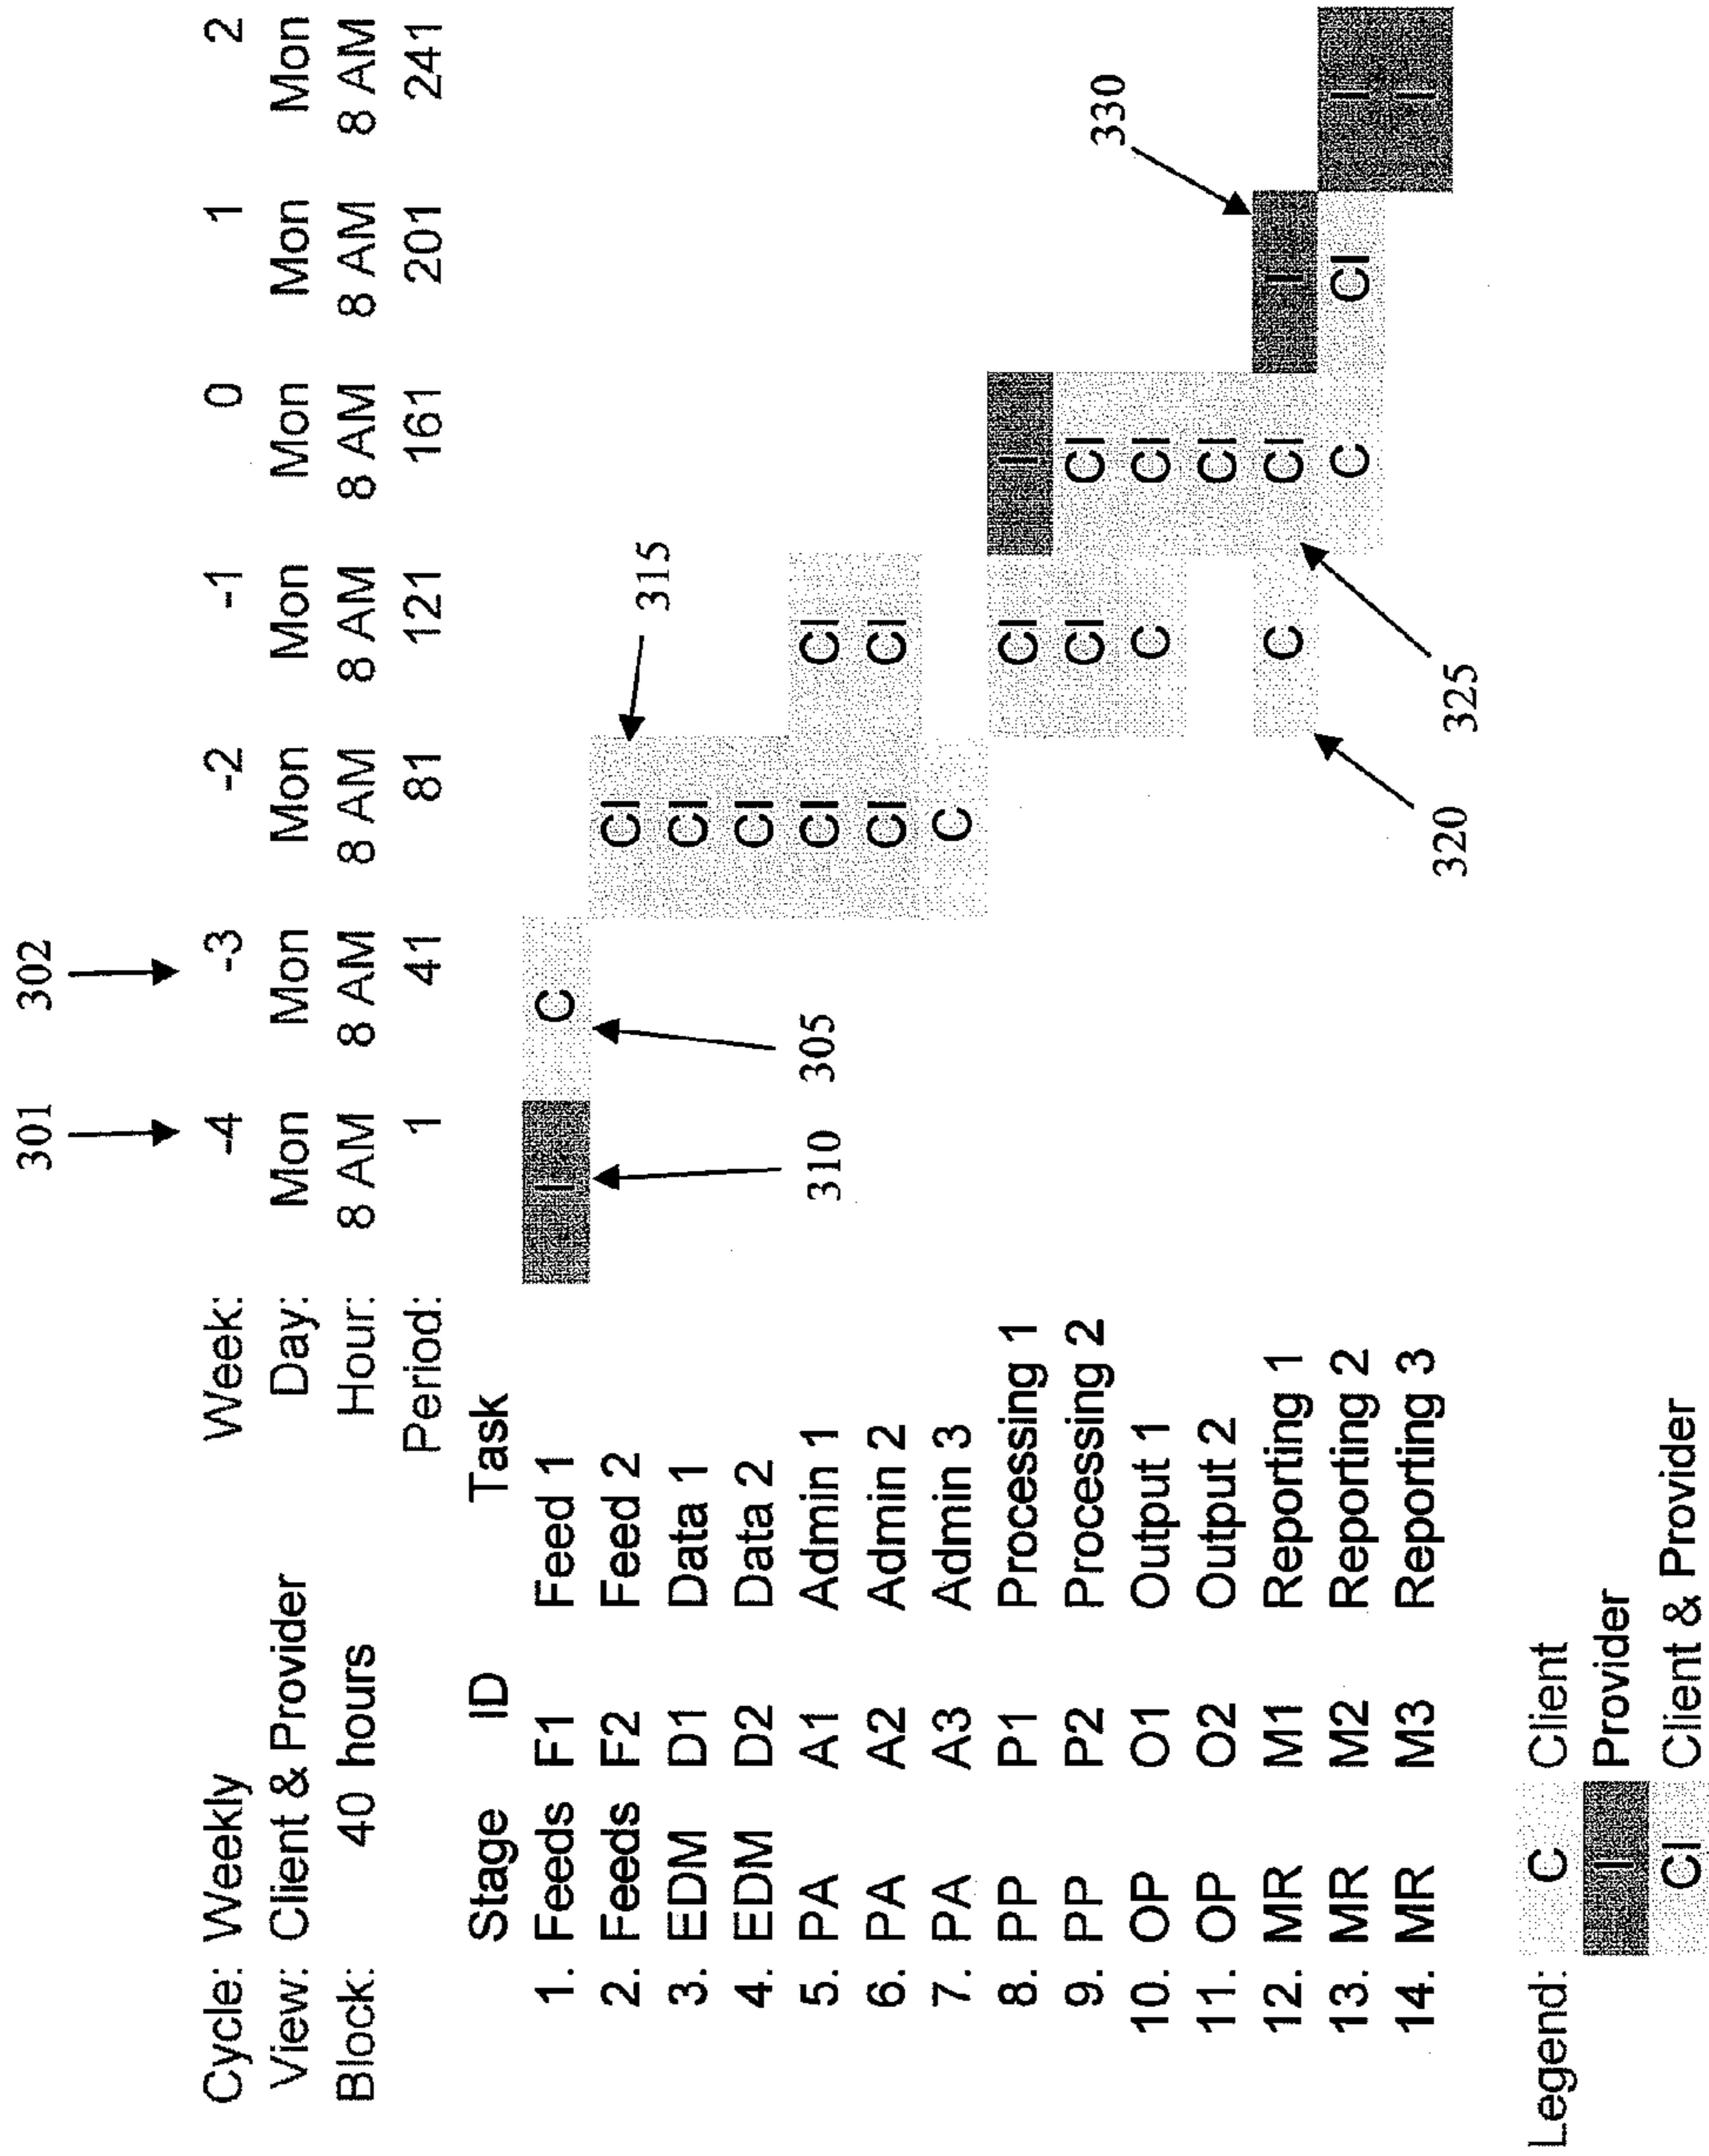 301 302
Cycle: Weekly Week: -4 -3 -2 -1 0 1 2
View: Client & Provider Day: Mon Mon Mon Mon Mon Mon Mon
Block: 40 hours Hour: 8 AM 8 AM 8 AM 8 AM 8 AM 8 AM 8 AM
Period: 1 41 81 121 161 201 241
Stage ID Task
1. Feeds F1 Feed 1 I C
2. Feeds F2 Feed 2 CI 315
3. EDM D1 Data 1 CI
4. EDM D2 Data 2 CI
310 305
5. PA A1 Admin 1 CI CI
6. PA A2 Admin 2 CI CI
7. PA A3 Admin 3 C
8. PP P1 Processing 1 CI I
9. PP P2 Processing 2 CI CI
330
10. OP O1 Output 1 C CI
11. OP O2 Output 2 CI
12. MR M1 Reporting 1 C CI I
13. MR M2 Reporting 2 C CI I
14. MR M3 Reporting 3 I
320 325
Legend: C Client
I Provider
CI Client & Provider